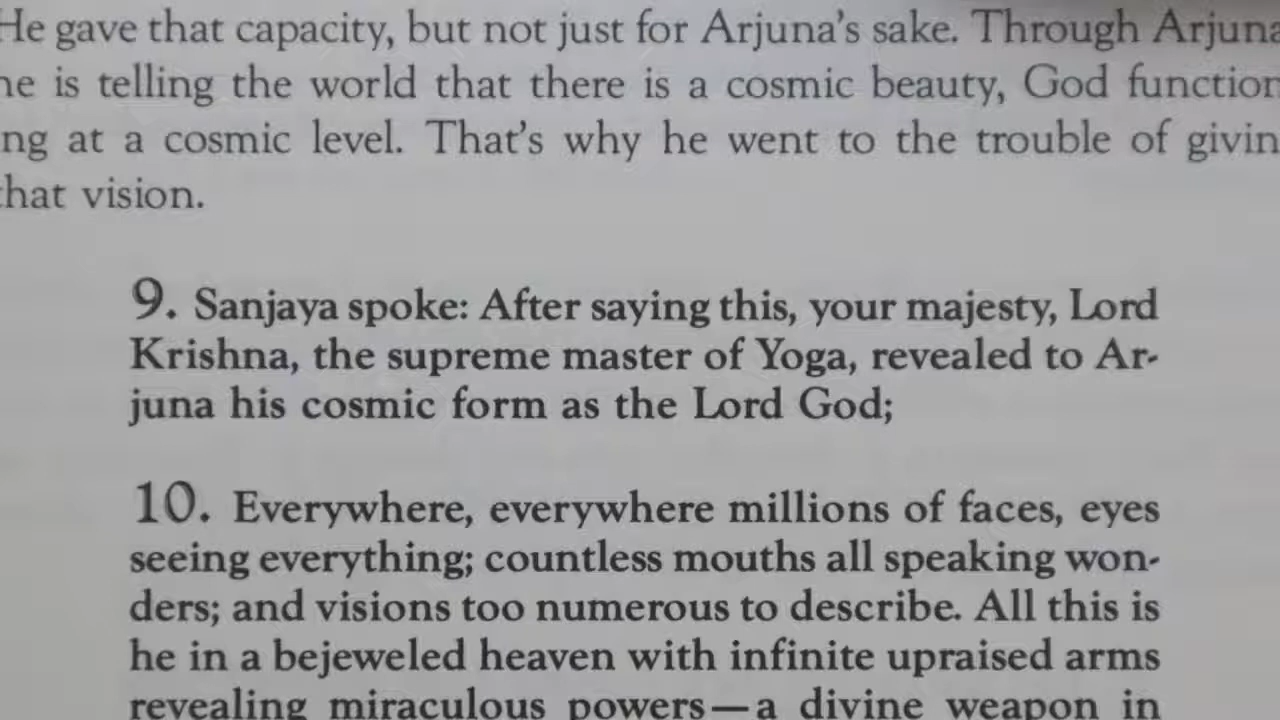 He gave that capacity, but not just for Arjuna's sake. Through Arjuna
he is telling the world that there is a cosmic beauty, God function
ing at a cosmic level. That's why he went to the trouble of givin
that vision.
9. Sanjaya spoke: After saying this, your majesty, Lord
Krishna, the supreme master of Yoga, revealed to Ar-
juna his cosmic form as the Lord God;
10. Everywhere, everywhere millions of faces, eyes
seeing everything; countless mouths all speaking won-
ders; and visions too numerous to describe. All this is
he in a bejeweled heaven with infinite upraised arms
revealing miraculous powers—a divine weapon in